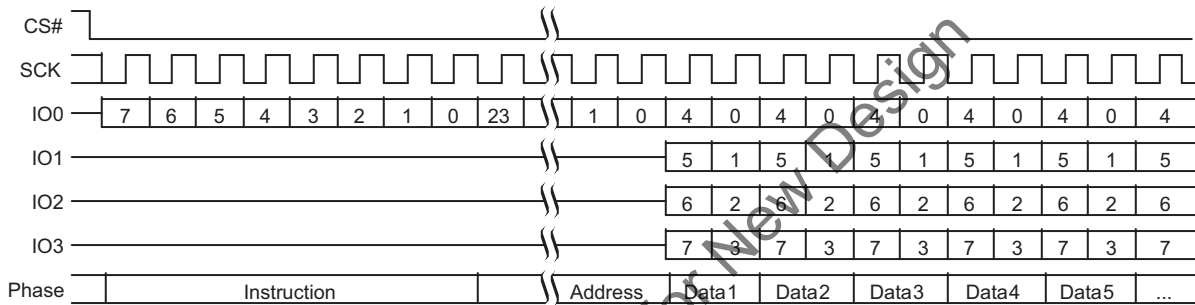 CS#
SCK
IO0 7 6 5 4 3 2 1 0 23 1 0 4 0 4 0 4 0 4 0 4 0 4
IO1 5 1 5 1 5 1 5 1 5 1 5
IO2 6 2 6 2 6 2 6 2 6 2 6
IO3 7 3 7 3 7 3 7 3 7 3 7
Phase Instruction Address Data1 Data2 Data3 Data4 Data5 ...
for New Design